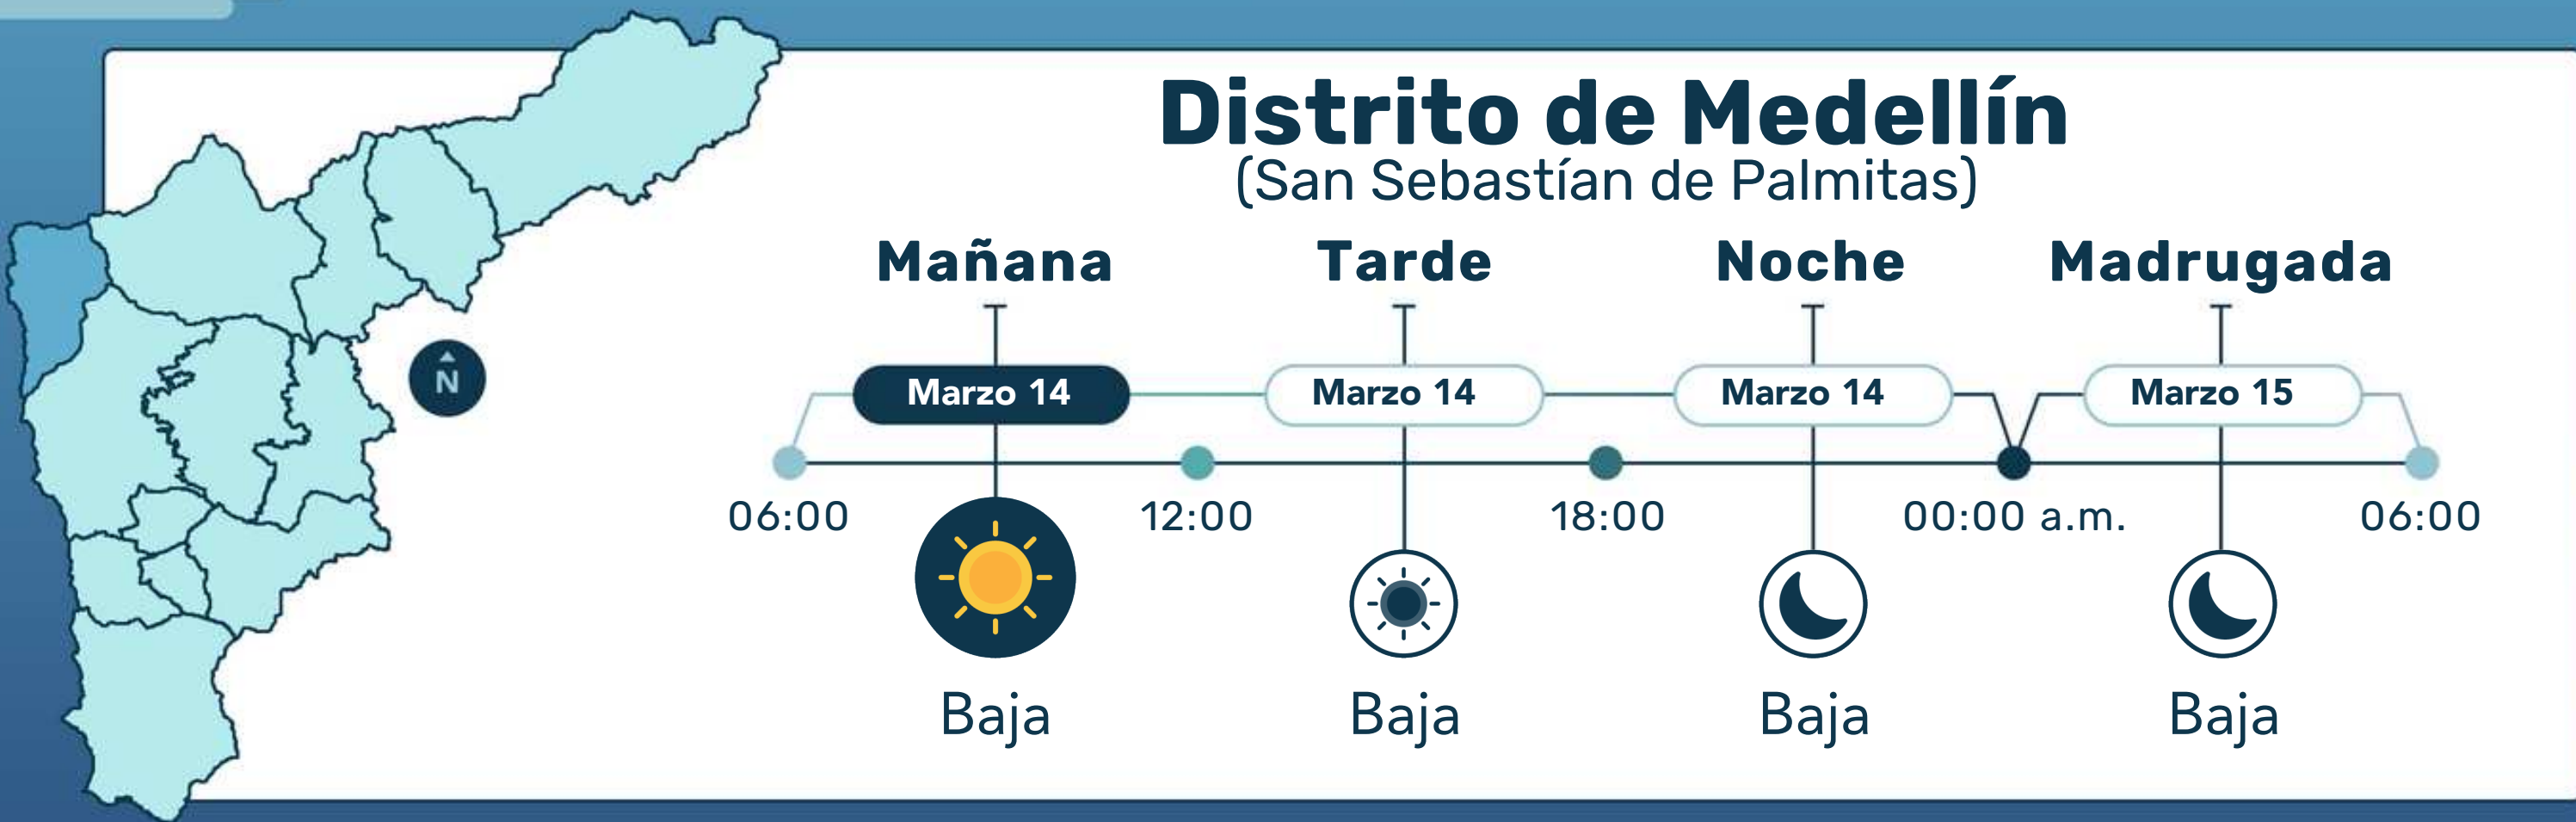 Distrito de Medellín
(San Sebastían de Palmitas)
Mañana Tarde Noche Madrugada
Marzo 14 Marzo 14 Marzo 14 Marzo 15
N
06:00 12:00 18:00 00:00 a.m. 06:00
Baja Baja Baja Baja